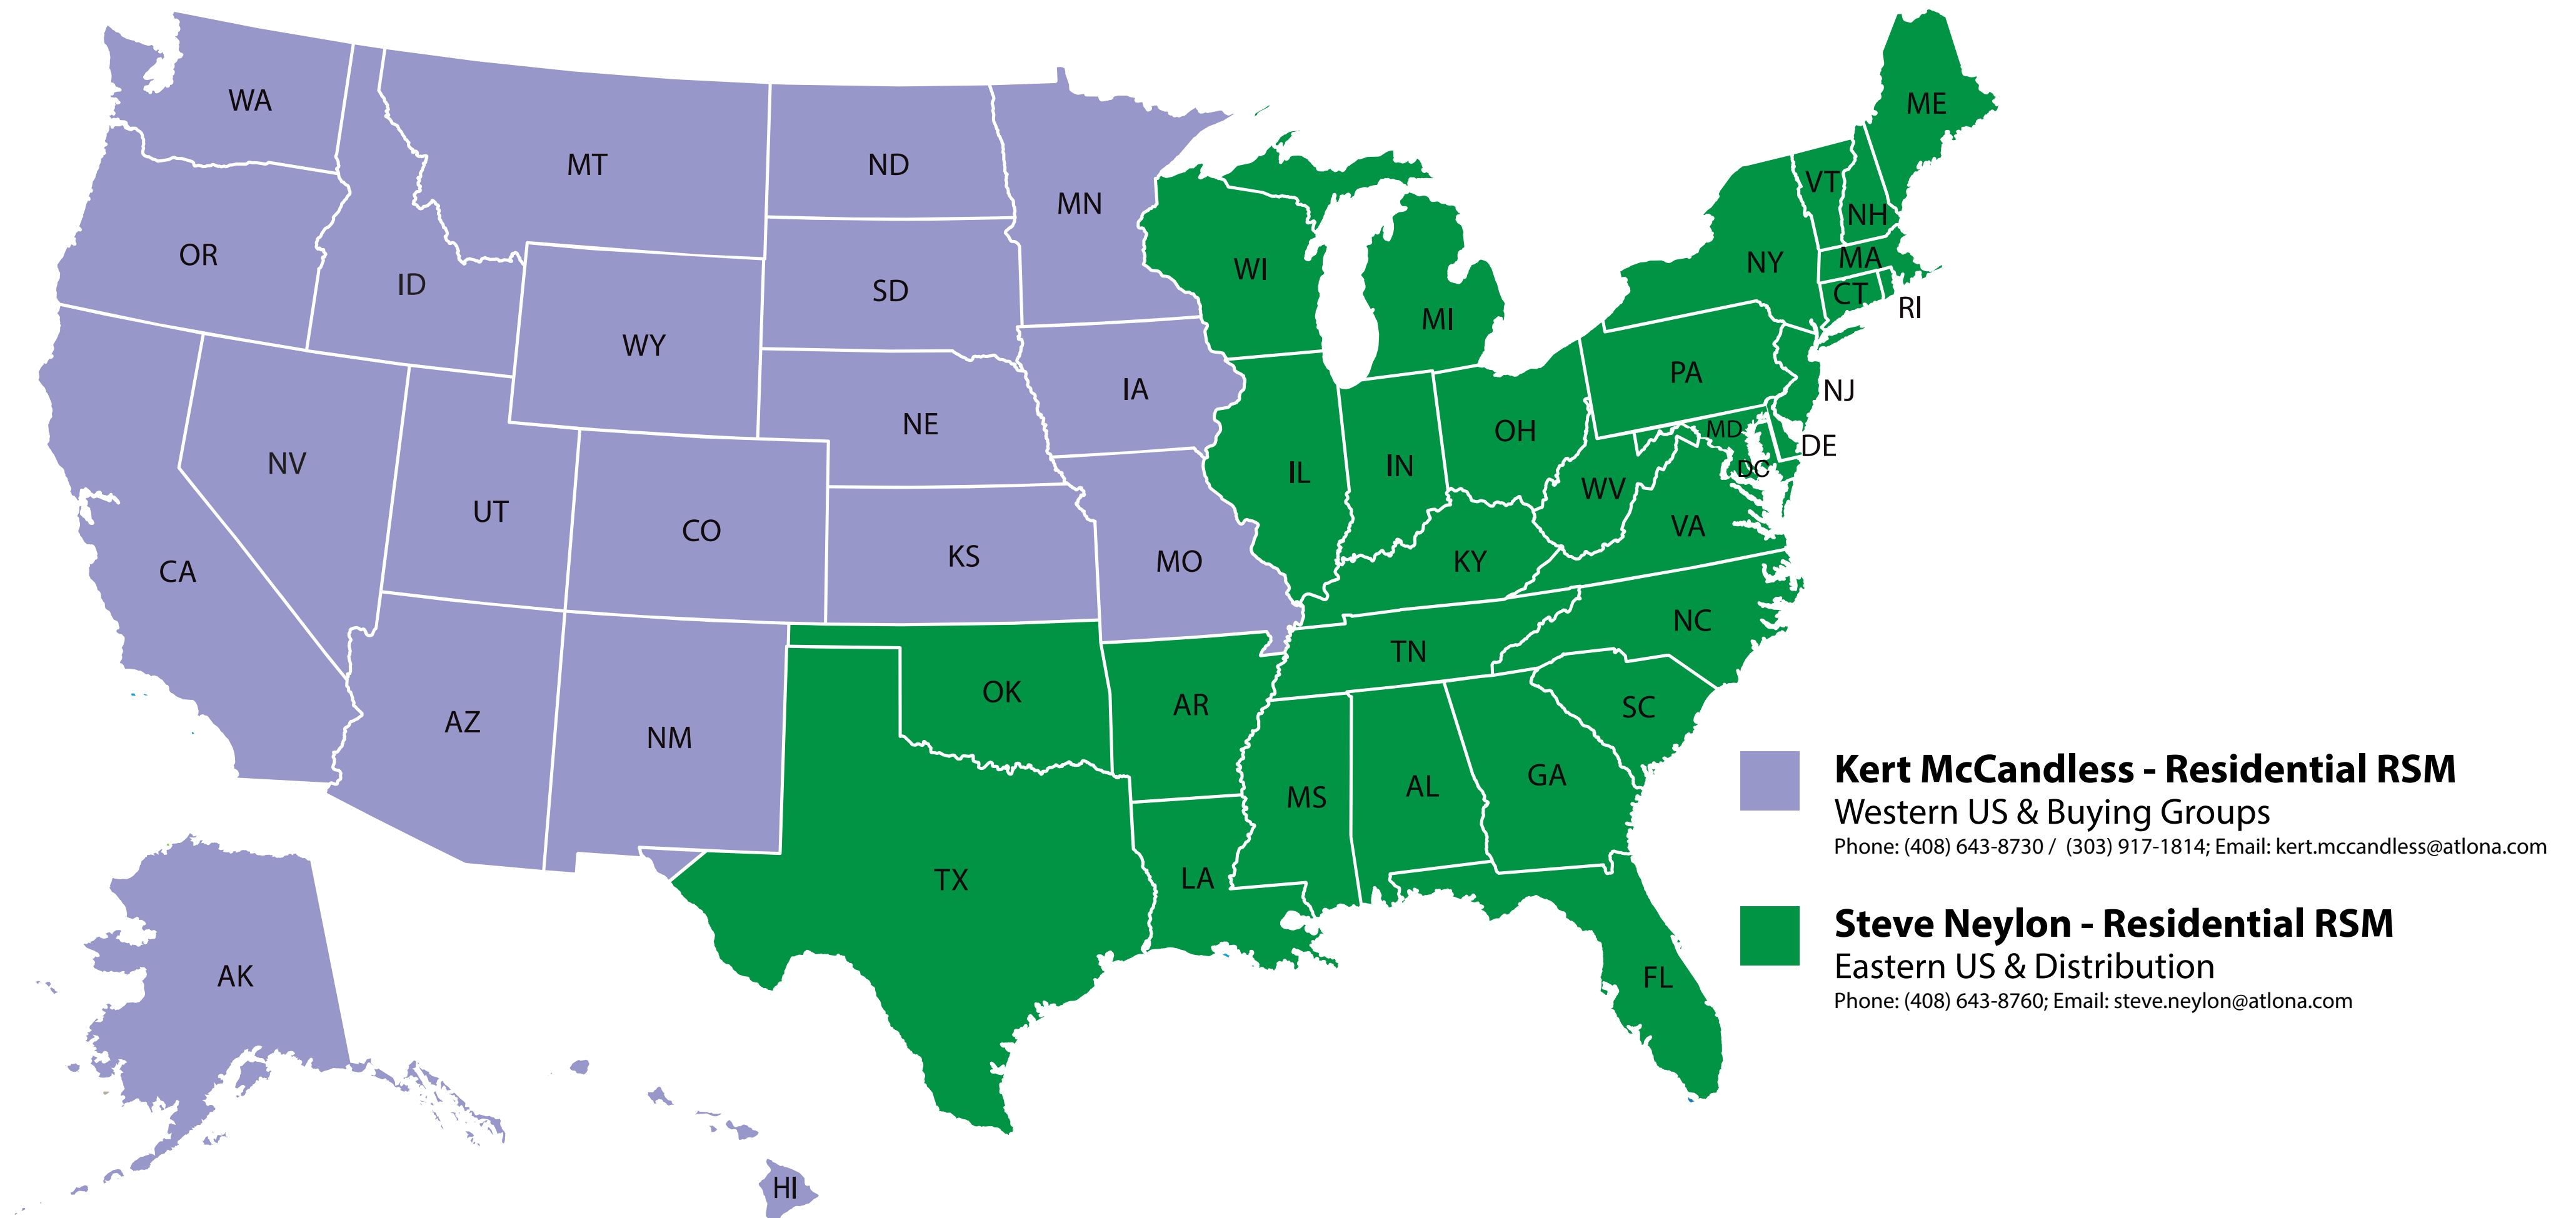 WA
MT
ND
MN
OR
ID
WY
SD
WI
MI
NY
VT
NH
ME
MA
CT
RI
NV
UT
CO
NE
IA
IL
IN
OH
PA
NJ
MD
DE
DC
WV
VA
CA
KS
MO
KY
NC
TN
AZ
NM
OK
AR
SC
MS
AL
GA
TX
LA
FL
AK
HI
Kert McCandless - Residential RSM
Western US & Buying Groups
Phone: (408) 643-8730 / (303) 917-1814; Email: kert.mccandless@atlona.com
Steve Neylon - Residential RSM
Eastern US & Distribution
Phone: (408) 643-8760; Email: steve.neylon@atlona.com